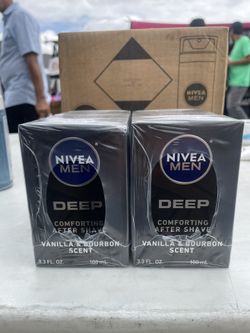 NIVEA
MEN
NIVEA
MEN
DEEP
COMFORTING
AFTER SHAVE
VANILLA & BOURBON
SCENT
3.3 FL. OZ. 100 mL
NIVEA
MEN
DEEP
COMFORTING
AFTER SHAVE
VANILLA & BOURBON
SCENT
3.3 FL. OZ. 100 mL